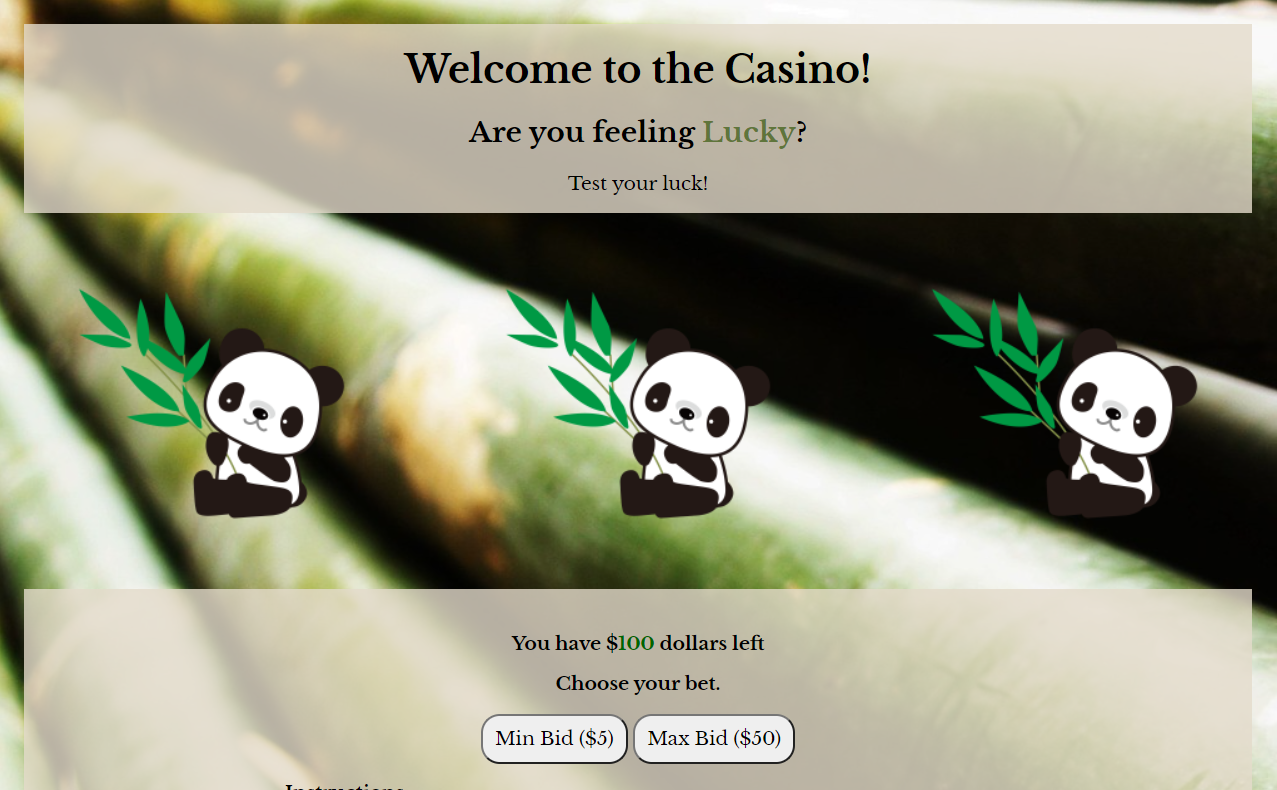 Welcome to the Casino!
Are you feeling Lucky?
Test your luck!
You have $100 dollars left
Choose your bet.
Min Bid ($5) Max Bid ($50)
Instructions